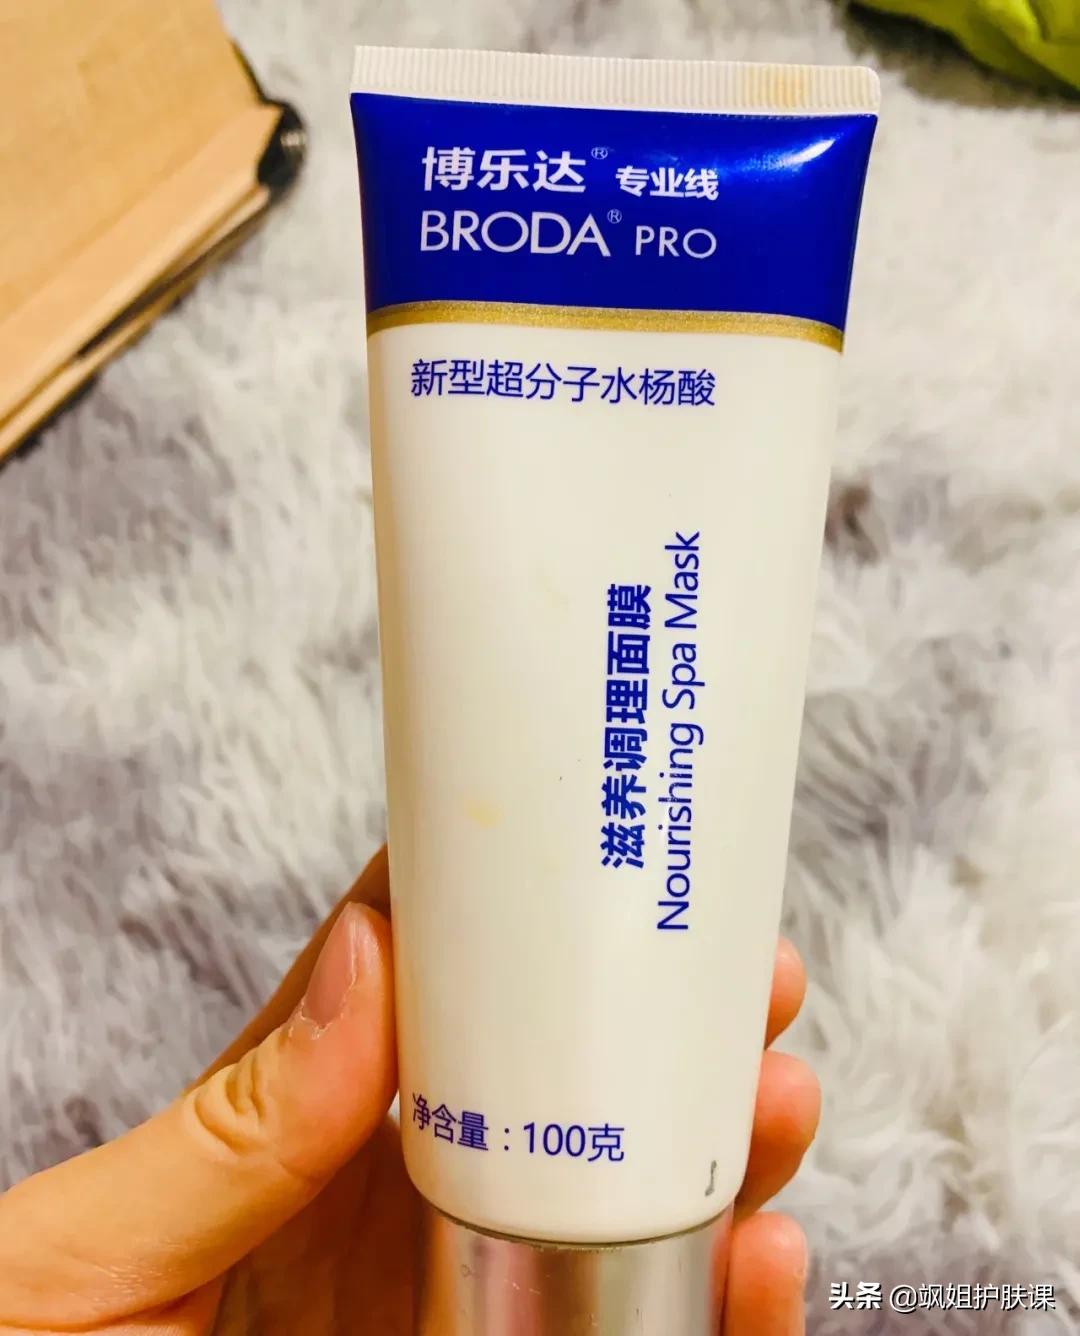 博乐达® 专业线
BRODA® PRO
新型超分子水杨酸
滋养调理面膜
Nourishing Spa Mask
净含量：100克
头条 @飒姐护肤课